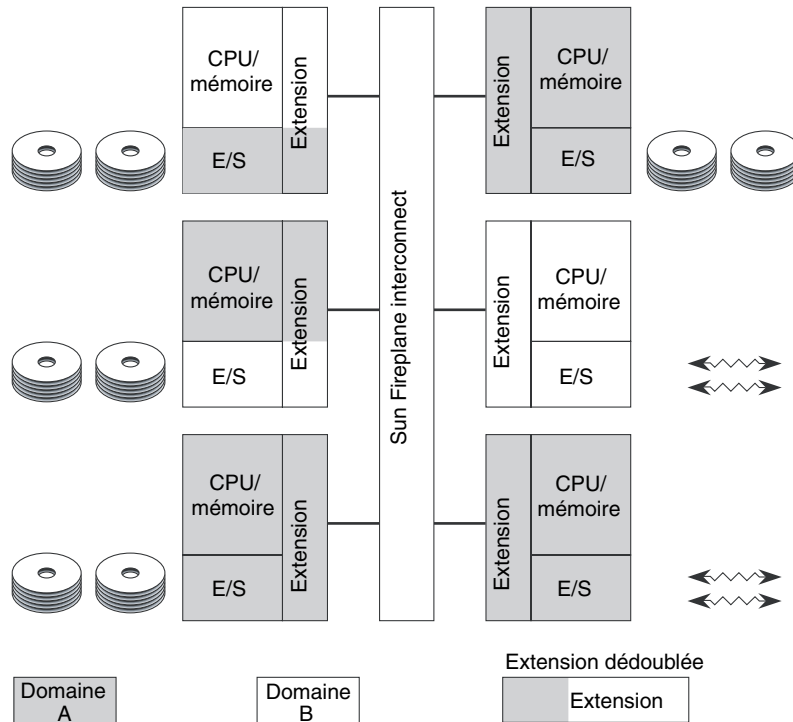 CPU/
mémoire
Extension
E/S
CPU/
mémoire
Extension
E/S
CPU/
mémoire
Extension
E/S
Sun Fireplane interconnect
Extension
CPU/
mémoire
E/S
Extension
CPU/
mémoire
E/S
Extension
CPU/
mémoire
E/S
Domaine
A
Domaine
B
Extension dédoublée
Extension